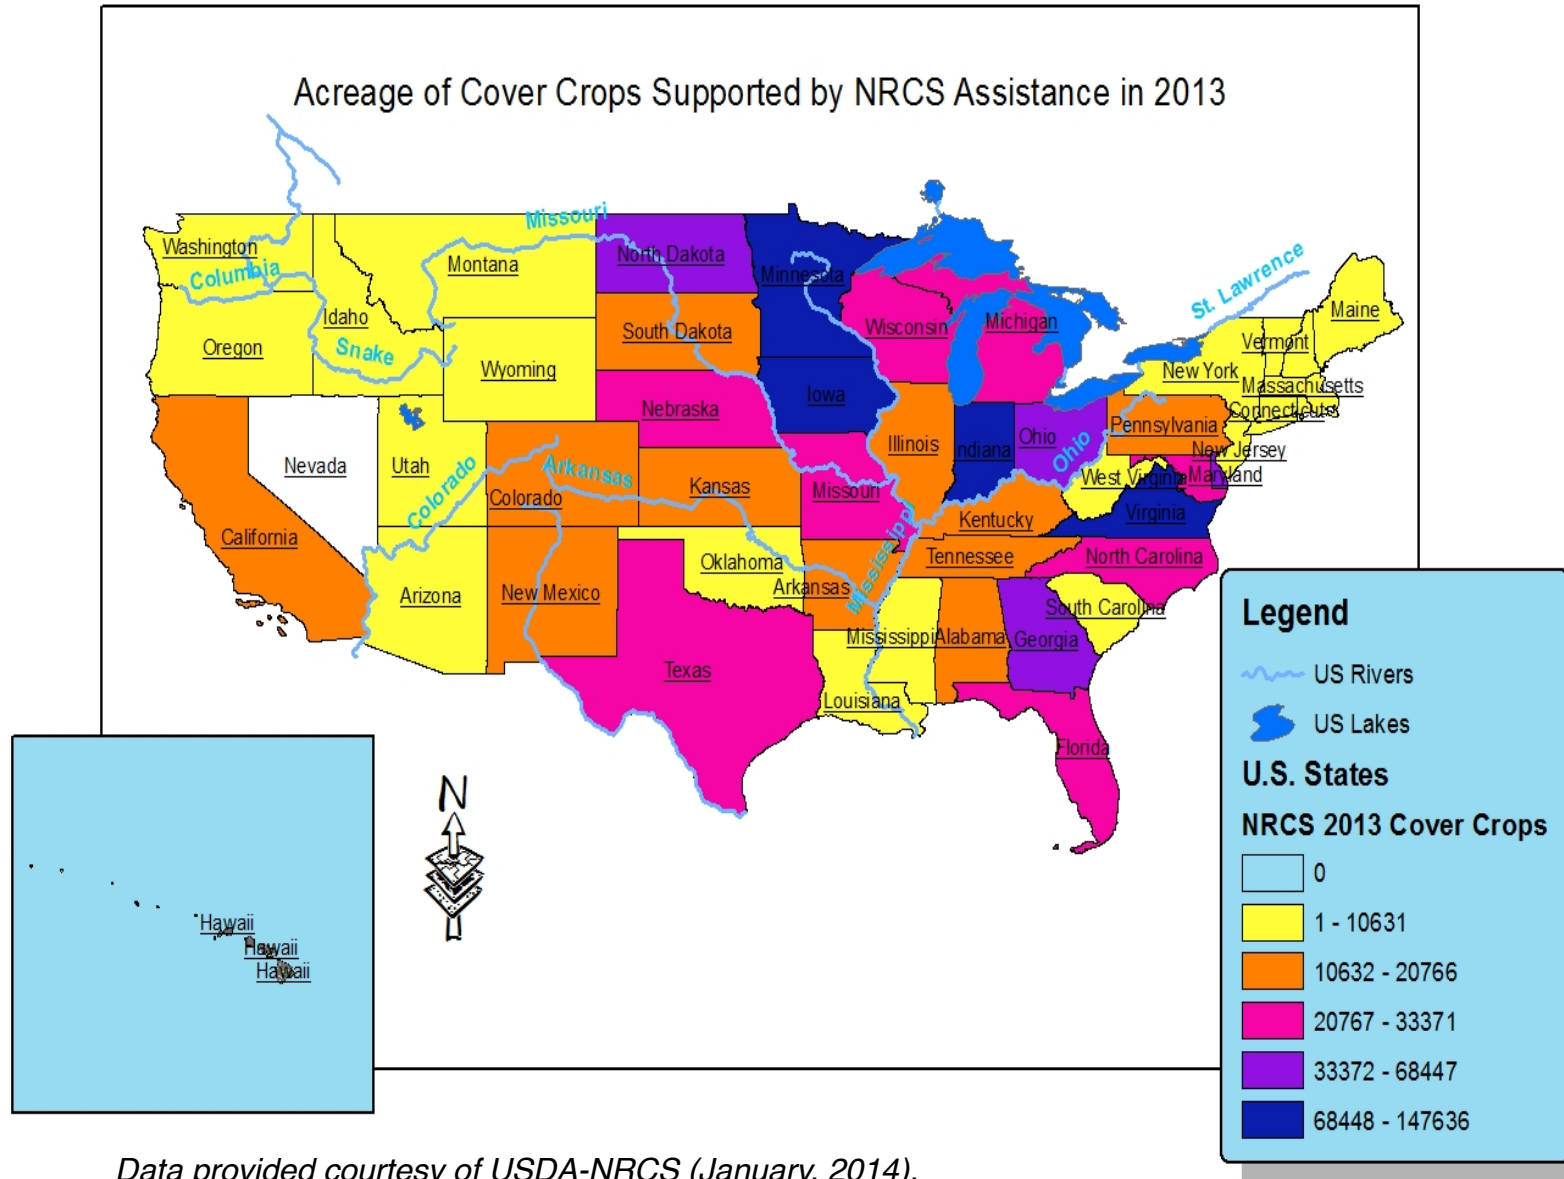 Acreage of Cover Crops Supported by NRCS Assistance in 2013
Missouri
Washington
Columbia
Montana
North Dakota
Minnesota
St. Lawrence
Idaho
Oregon
Snake
Wyoming
South Dakota
Wisconsin
Michigan
Maine
Vermont
New York
Massachusetts
Connecticut
Nebraska
Iowa
Illinois
Indiana
Ohio
Ohio
Pennsylvania
New Jersey
Nevada
Utah
Colorado
Arkansas
Colorado
Kansas
Missouri
West Virginia
Maryland
Virginia
Kentucky
California
Arizona
New Mexico
Oklahoma
Arkansas
Mississippi
Tennessee
North Carolina
South Carolina
Mississippi
Alabama
Georgia
Texas
Louisiana
Florida
N
Hawaii
Hawaii
Hawaii
Legend
US Rivers
US Lakes
U.S. States
NRCS 2013 Cover Crops
0
1 - 10631
10632 - 20766
20767 - 33371
33372 - 68447
68448 - 147636
Data provided courtesy of USDA-NRCS (January, 2014).